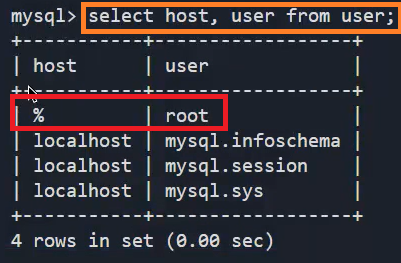 mysql> select host, user from user;
+-----------+------------------+
| host      | user             |
+-----------+------------------+
| %         | root             |
| localhost | mysql.infoschema |
| localhost | mysql.session    |
| localhost | mysql.sys        |
+-----------+------------------+
4 rows in set (0.00 sec)